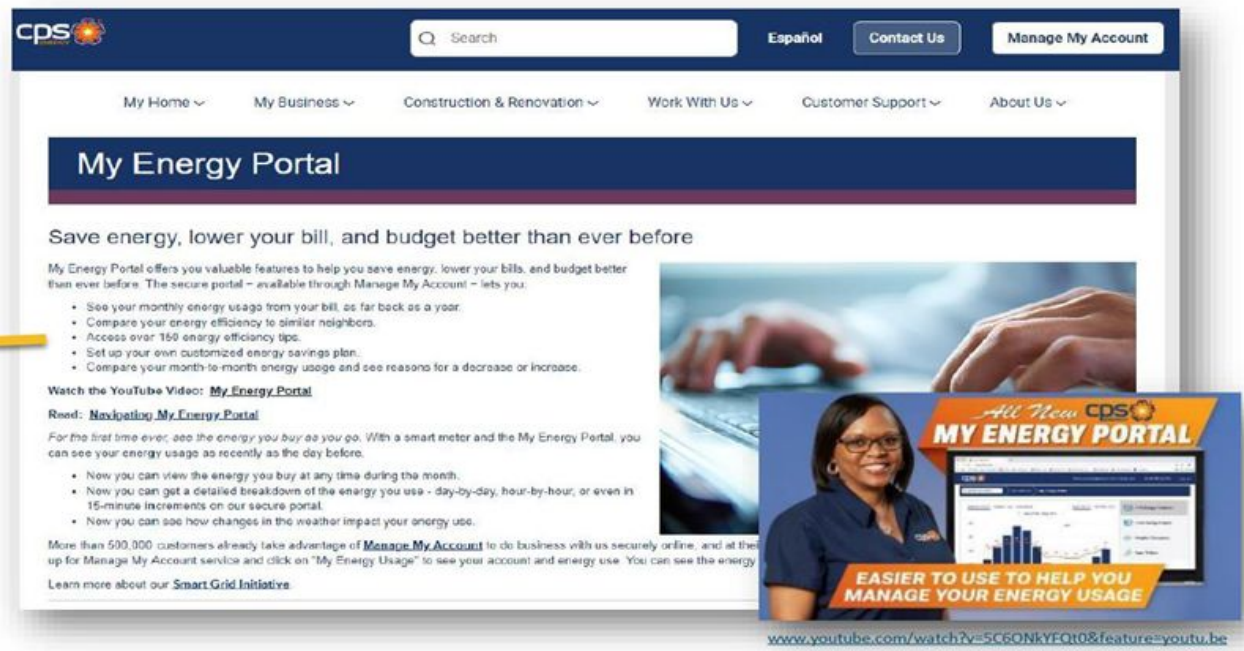 cps
ENERGY
Search
Español
Contact Us
Manage My Account
My Home
My Business
Construction & Renovation
Work With Us
Customer Support
About Us
My Energy Portal
Save energy, lower your bill, and budget better than ever before
My Energy Portal offers you valuable features to help you save energy, lower your bills, and budget better
than ever before. The secure portal – available through Manage My Account – lets you:
• See your monthly energy usage from your bill, as far back as a year.
• Compare your energy efficiency to similar neighbors.
• Access over 150 energy efficiency tips.
• Set up your own customized energy savings plan.
• Compare your month-to-month energy usage and see reasons for a decrease or increase.
Watch the YouTube Video: My Energy Portal
Read: Navigating My Energy Portal
For the first time ever, see the energy you buy as you go. With a smart meter and the My Energy Portal, you
can see your energy usage as recently as the day before.
• Now you can view the energy you buy at any time during the month.
• Now you can get a detailed breakdown of the energy you use - day-by-day, hour-by-hour, or even in
15-minute increments on our secure portal.
• Now you can see how changes in the weather impact your energy use.
More than 500,000 customers already take advantage of Manage My Account to do business with us securely online, and at thei
up for Manage My Account service and click on "My Energy Usage" to see your account and energy use. You can see the energy
Learn more about our Smart Grid Initiative
All New cps
MY ENERGY PORTAL
EASIER TO USE TO HELP YOU
MANAGE YOUR ENERGY USAGE
www.youtube.com/watch?v=5C6ONkYFQt0&feature=youtu.be